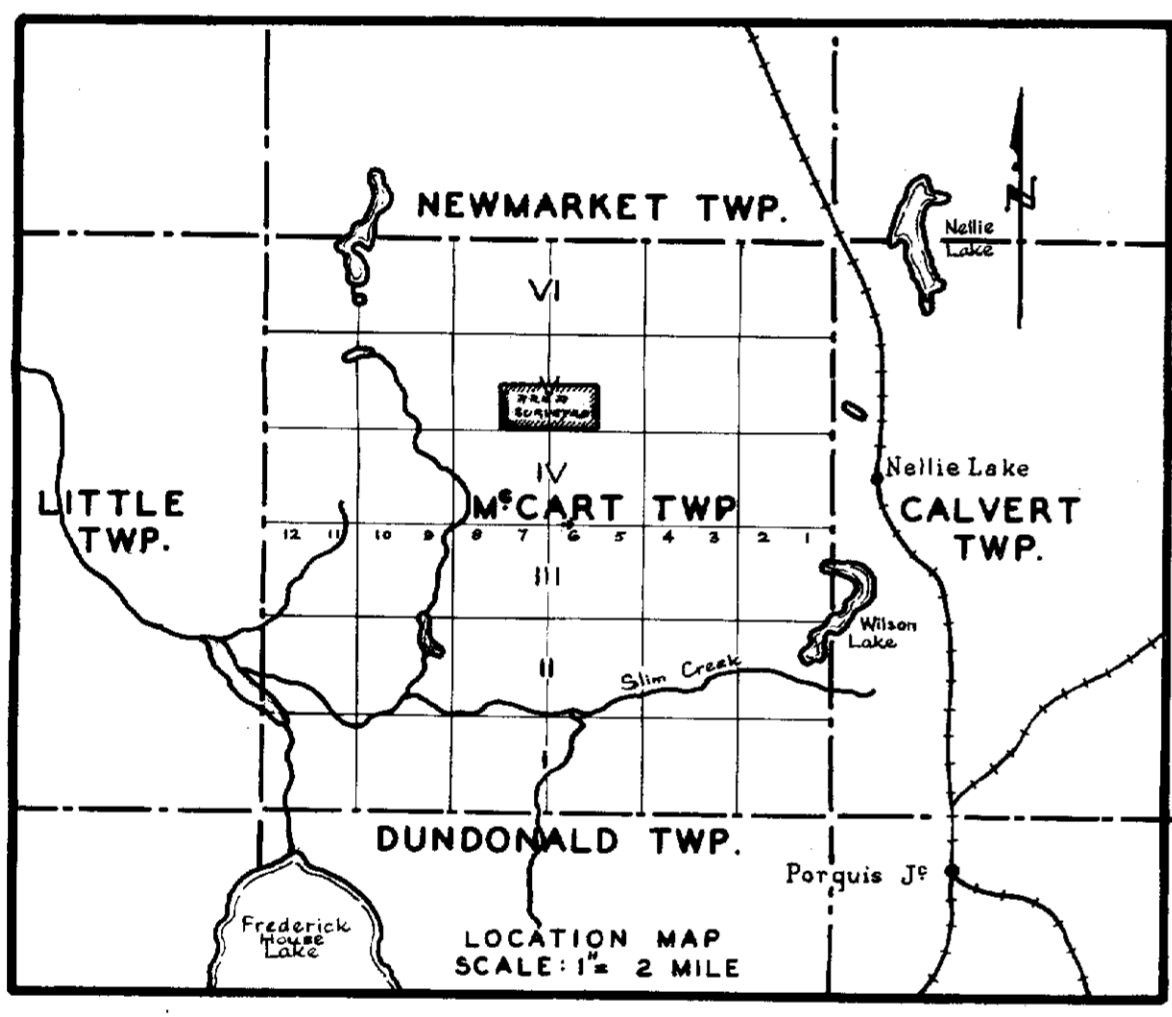 NEWMARKET TWP.
Nellie
Lake
N
VI
V
AREA
SURVEYED
IV
Nellie Lake
LITTLE
TWP.
McCART TWP
CALVERT
TWP.
12 11 10 9 8 7 6 5 4 3 2 1
III
Wilson
Lake
II
Slim Creek
I
DUNDONALD TWP.
Porquis Jc
Frederick
House
Lake
LOCATION MAP
SCALE: 1"= 2 MILE